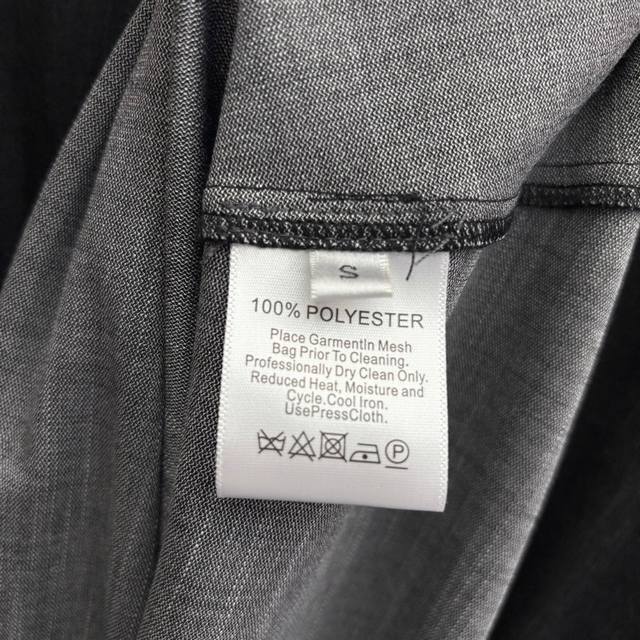 S
100% POLYESTER
Place GarmentIn Mesh
Bag Prior To Cleaning.
Professionally Dry Clean Only.
Reduced Heat, Moisture and
Cycle.Cool Iron.
UsePressCloth.
P